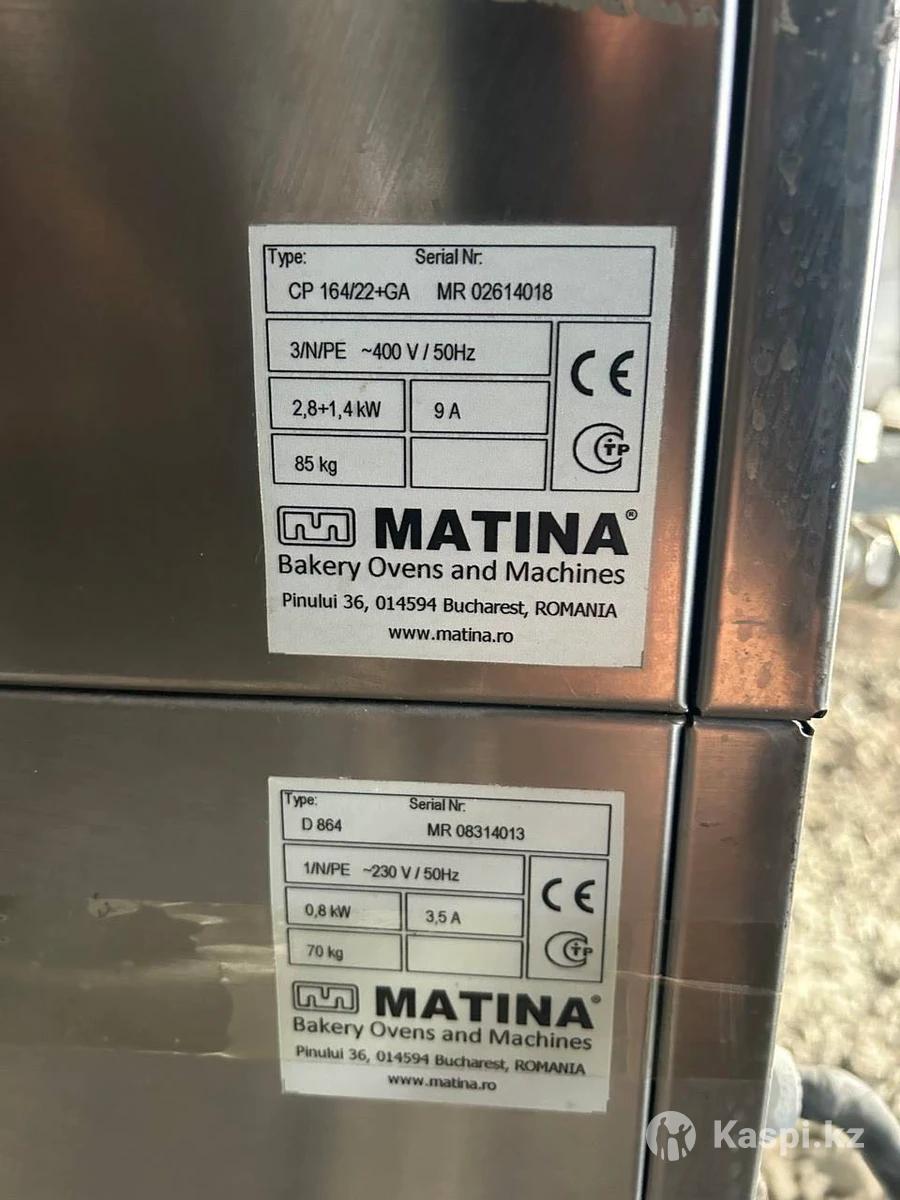 Type: Serial Nr.
CP 164/22+GA MR 02614018
3/N/PE ~400 V / 50Hz
2,8+1,4 kW 9 A
CE
85 kg
TP
MATINA®
Bakery Ovens and Machines
Pinului 36, 014594 Bucharest, ROMANIA
www.matina.ro
Type: Serial Nr.
D 864 MR 08314013
1/N/PE ~230 V / 50Hz
0,8 kW 3,5 A
CE
70 kg
TP
MATINA®
Bakery Ovens and Machines
Pinului 36, 014594 Bucharest, ROMANIA
www.matina.ro
Kaspi.kz